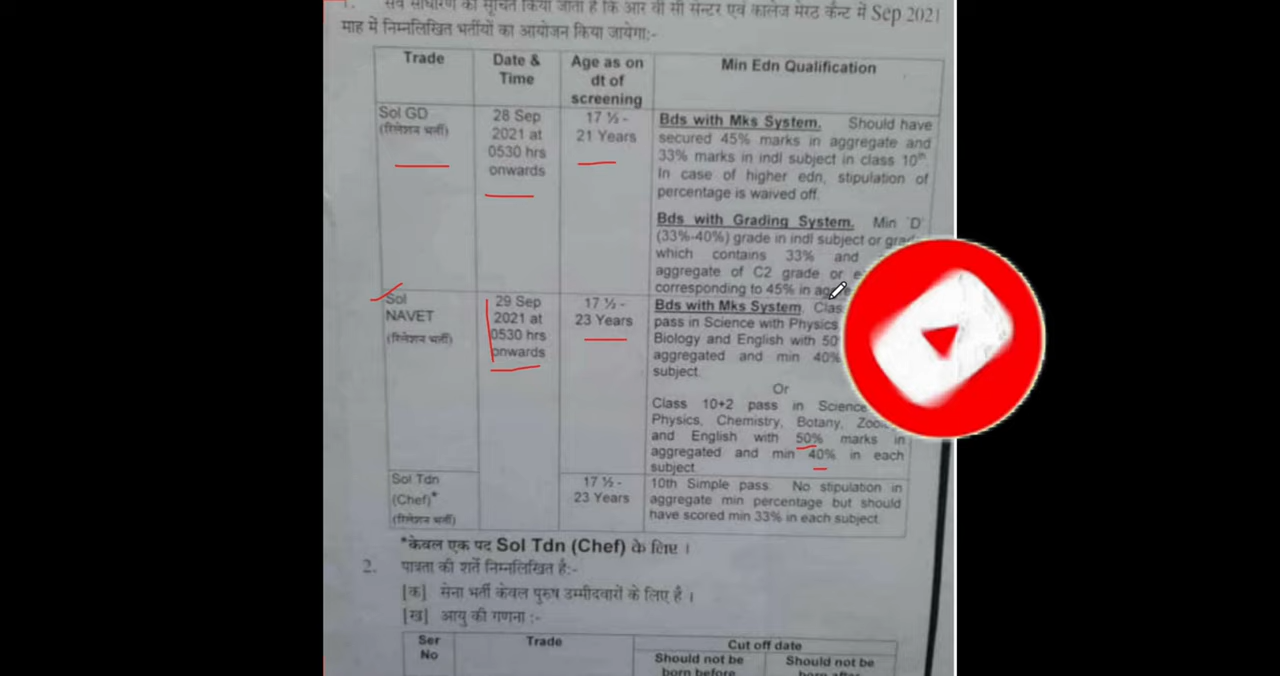 1. सर्व साधारण को सूचित किया जाता है कि आर वी सी सेन्टर एवं कालेज मेरठ कैन्ट में Sep 2021
माह में निम्नलिखित भर्तीयों का आयोजन किया जायेगा:-
Trade
Date & Time
Age as on dt of screening
Min Edn Qualification
Sol GD
(रिलेशन भर्ती)
28 Sep
2021 at
0530 hrs
onwards
17 ½ -
21 Years
Bds with Mks System. Should have
secured 45% marks in aggregate and
33% marks in indl subject in class 10th.
In case of higher edn, stipulation of
percentage is waived off.
Bds with Grading System. Min 'D'
(33%-40%) grade in indl subject or
which contains 33% and
aggregate of C2 grade or
corresponding to 45% in
Sol
NAVET
(रिलेशन भर्ती)
29 Sep
2021 at
0530 hrs
onwards
17 ½ -
23 Years
Bds with Mks System.
pass in Science with Physics
Biology and English with
aggregated and min 40%
subject.
Or
Class 10+2 pass in Science
Physics, Chemistry, Botany,
and English with 50% marks in
aggregated and min 40% in each
subject
Sol Tdn
(Chef)*
(रिलेशन भर्ती)
17 ½ -
23 Years
10th Simple pass. No stipulation in
aggregate min percentage but should
have scored min 33% in each subject
*केवल एक पद Sol Tdn (Chef) के लिए ।
2. पात्रता की शर्तें निम्नलिखित है:-
[क] सेना भर्ती केवल पुरुष उम्मीदवारों के लिए है ।
[ख] आयु की गणना :-
Ser No
Trade
Cut off date
Should not be born before
Should not be born after